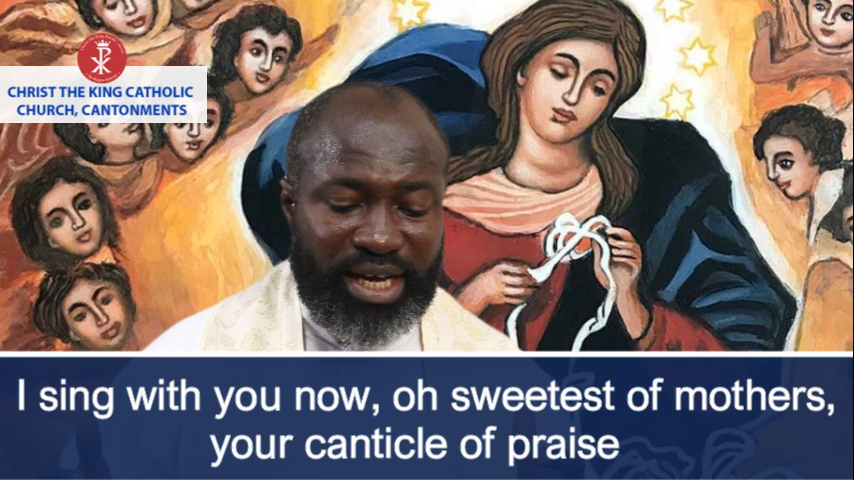 CHRIST THE KING CATHOLIC
CHURCH, CANTONMENTS
I sing with you now, oh sweetest of mothers,
your canticle of praise